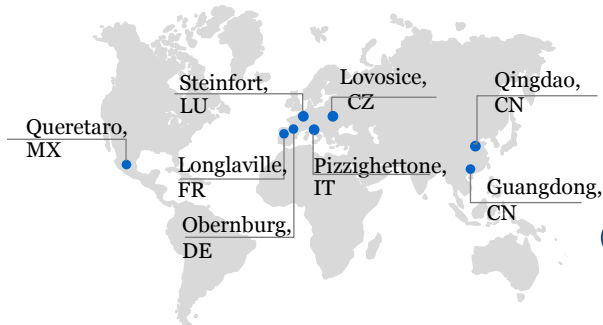 Steinfort,
LU
Lovosice,
CZ
Qingdao,
CN
Queretaro,
MX
Longlaville,
FR
Pizzighettone,
IT
Guangdong,
CN
Obernburg,
DE